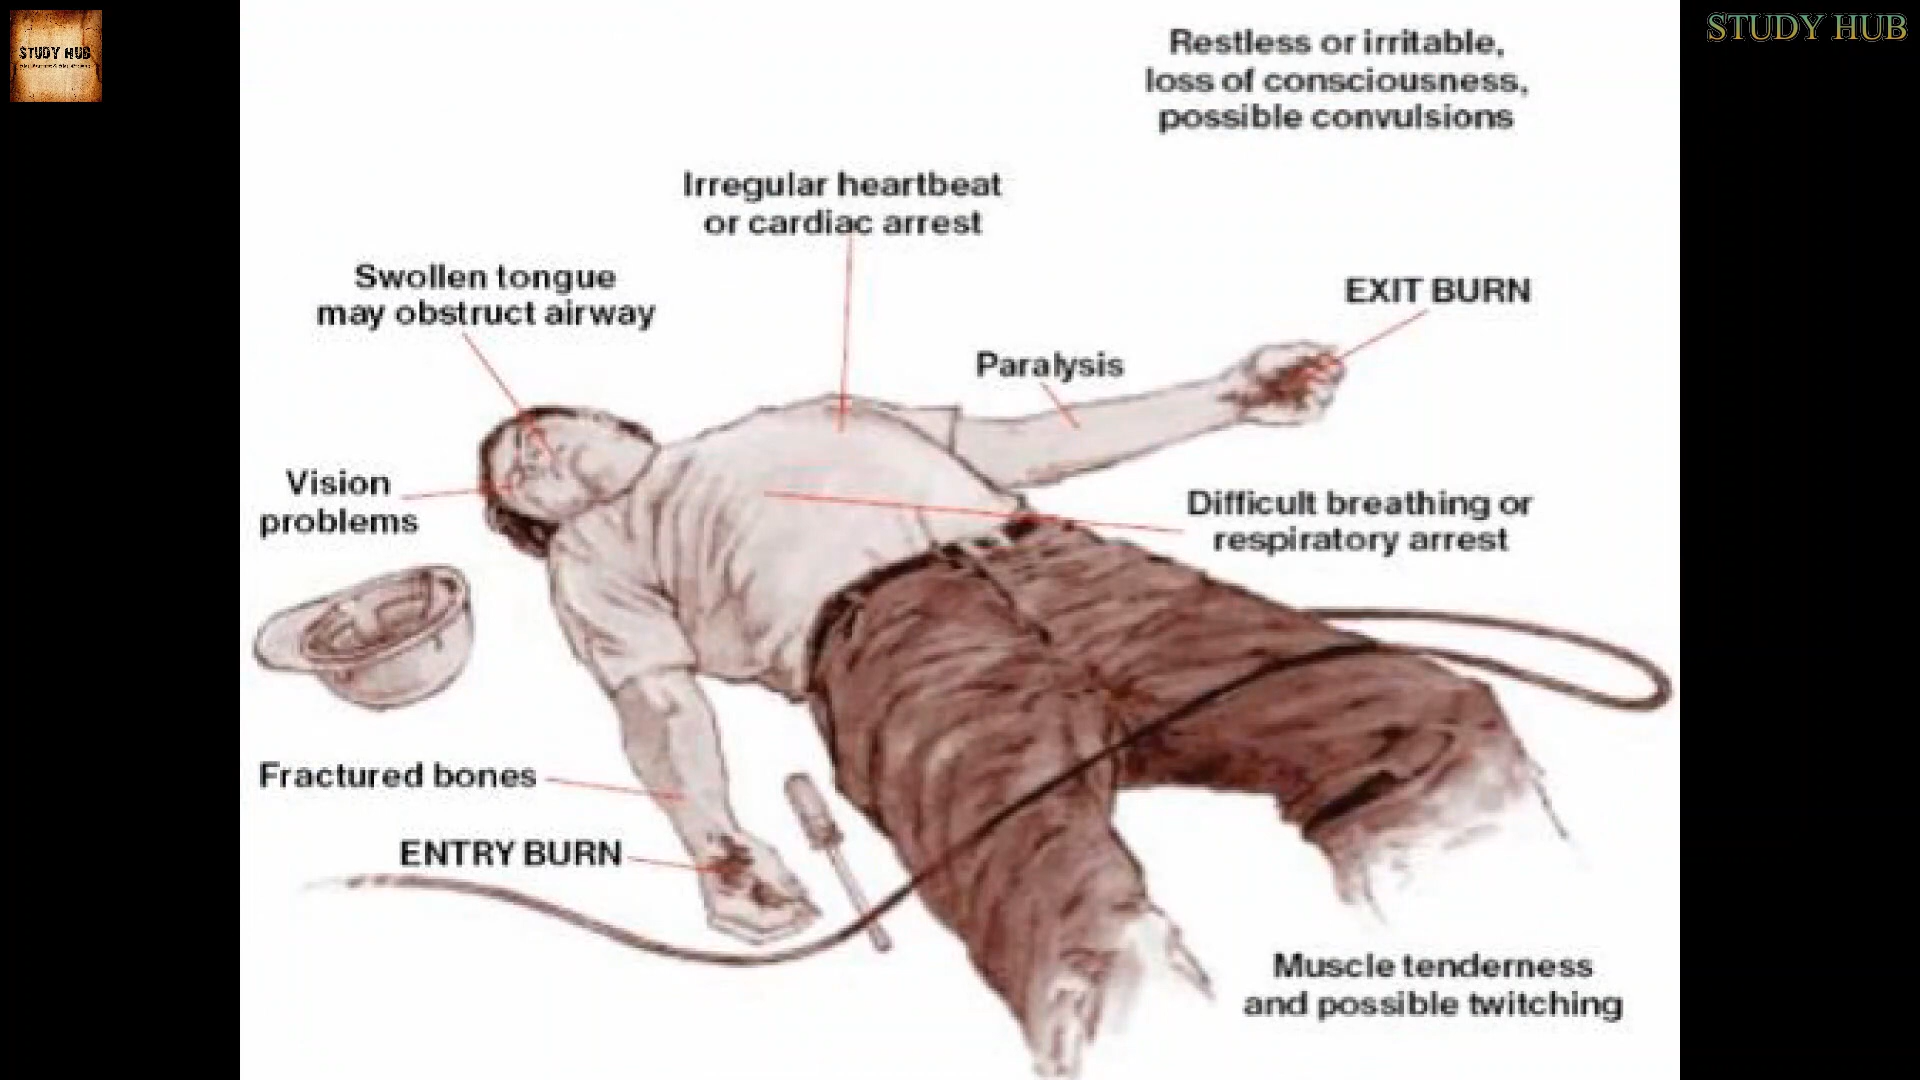 STUDY HUB
STUDY HUB
Restless or irritable,
loss of consciousness,
possible convulsions
Irregular heartbeat
or cardiac arrest
Swollen tongue
may obstruct airway
EXIT BURN
Paralysis
Vision
problems
Difficult breathing or
respiratory arrest
Fractured bones
ENTRY BURN
Muscle tenderness
and possible twitching